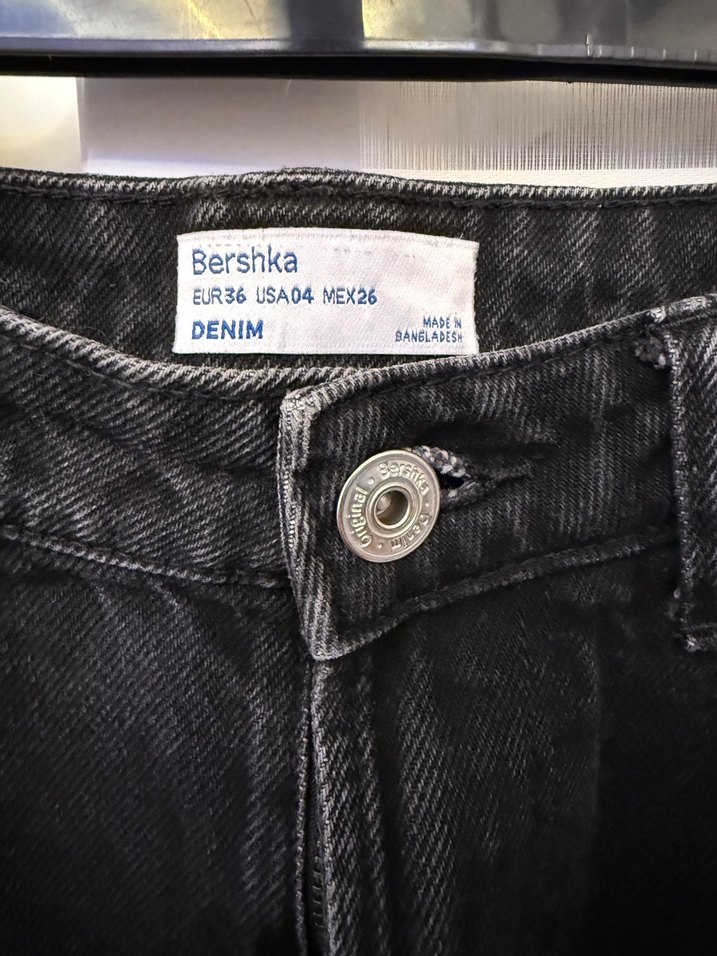 Bershka
EUR36 USA04 MEX26
DENIM
MADE IN
BANGLADESH
Original • Bershka • Denim •